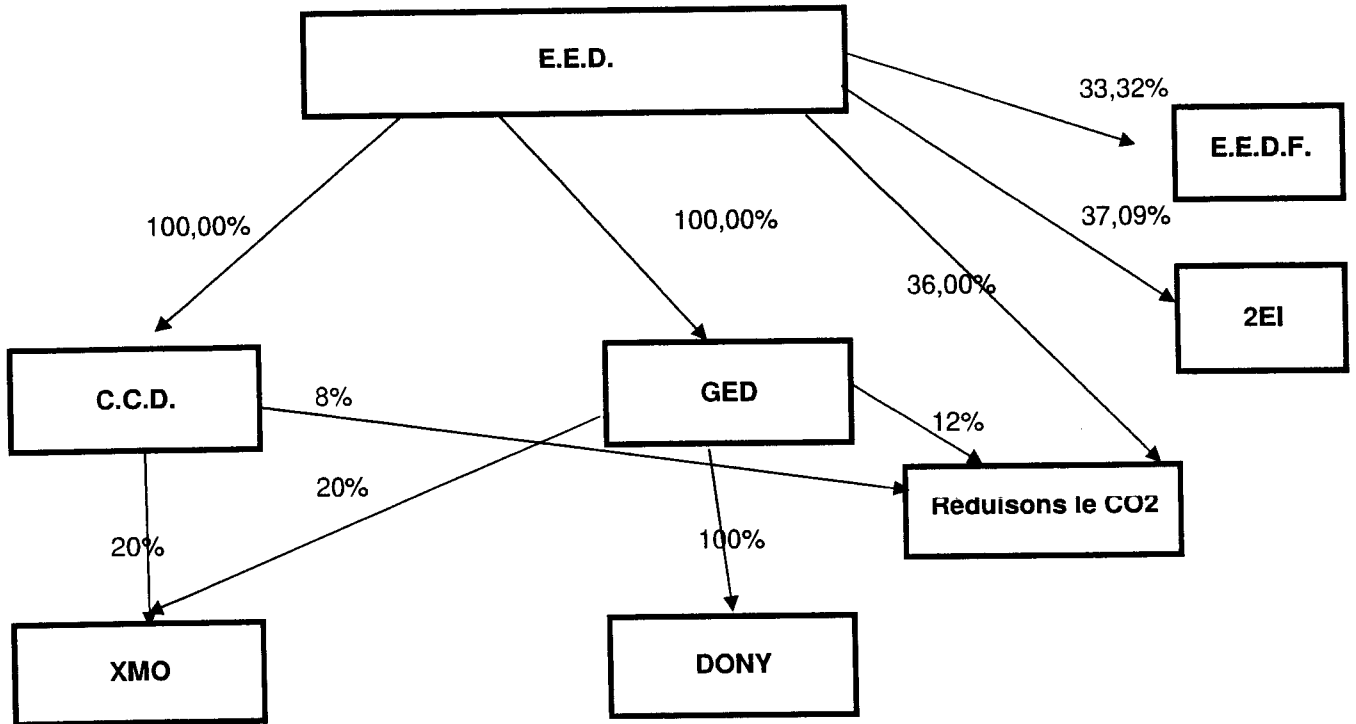 E.E.D.
33,32%
E.E.D.F.
100,00%
100,00%
37,09%
36,00%
2EI
C.C.D.
8%
GED
12%
20%
Réduisons le CO2
20%
100%
XMO
DONY